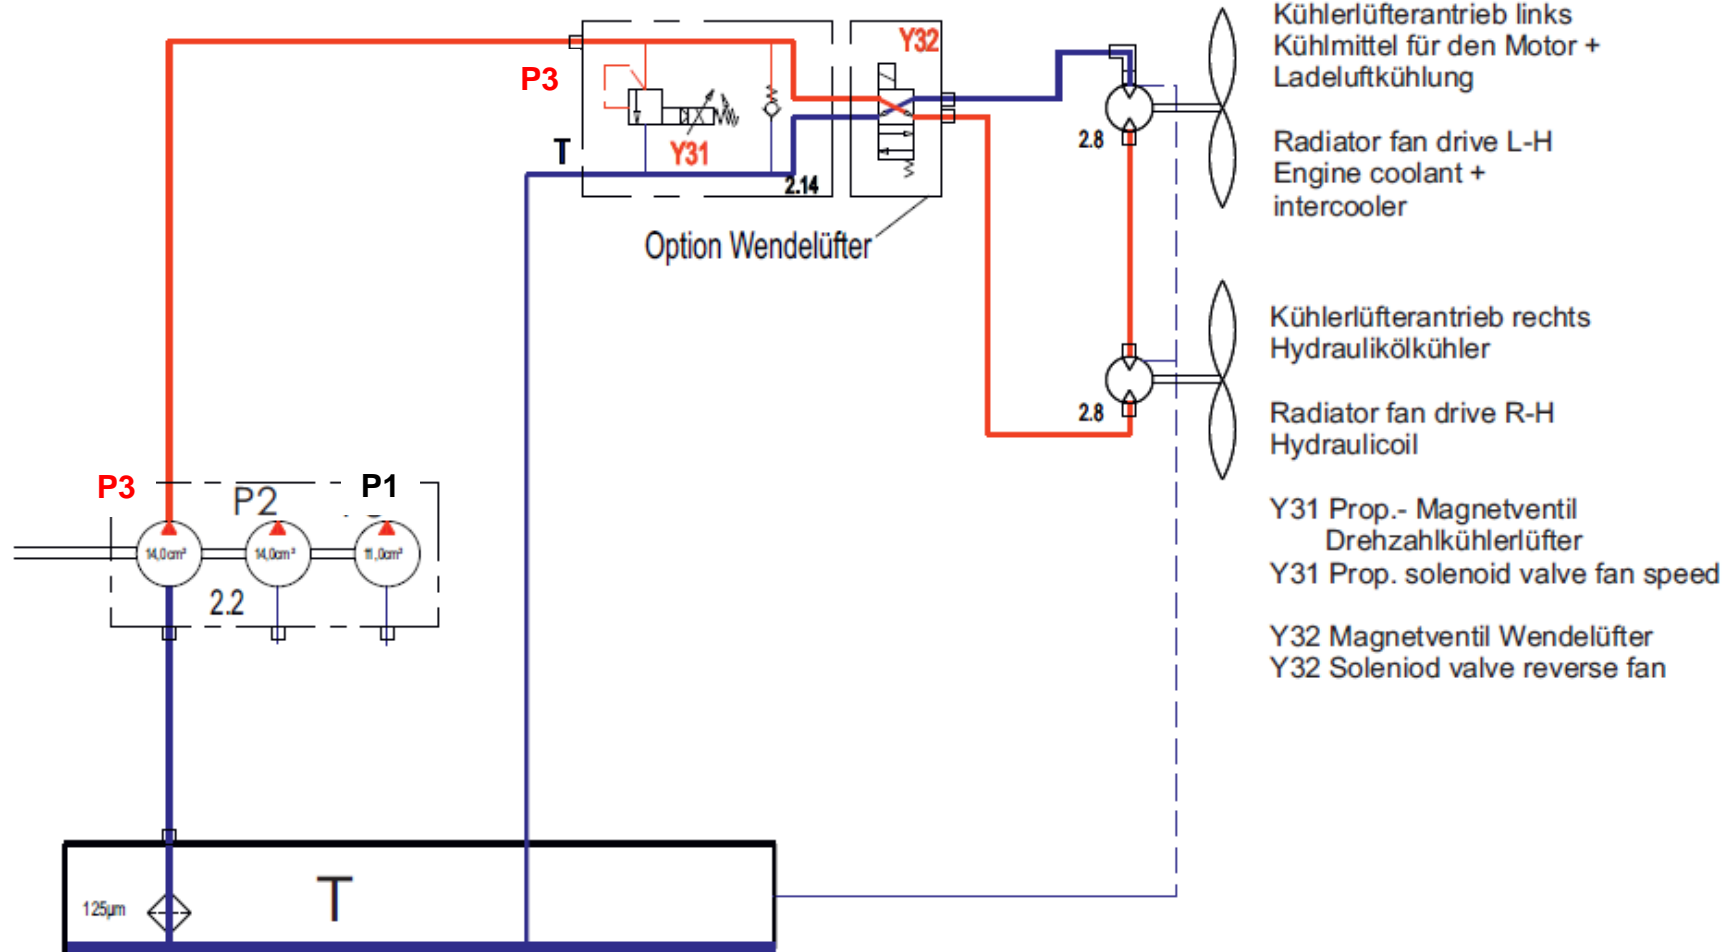 Kühlerlüfterantrieb links
Kühlmittel für den Motor +
Ladeluftkühlung
Radiator fan drive L-H
Engine coolant +
intercooler
Kühlerlüfterantrieb rechts
Hydraulikölkühler
Radiator fan drive R-H
Hydraulicoil
Y31 Prop.- Magnetventil
Drehzahlkühlerlüfter
Y31 Prop. solenoid valve fan speed
Y32 Magnetventil Wendelüfter
Y32 Soleniod valve reverse fan
Y32
P3
T
Y31
2.14
2.8
Option Wendelüfter
2.8
P3
P2
P1
14,0cm³
14,0cm³
11,0cm³
2.2
125µm
T